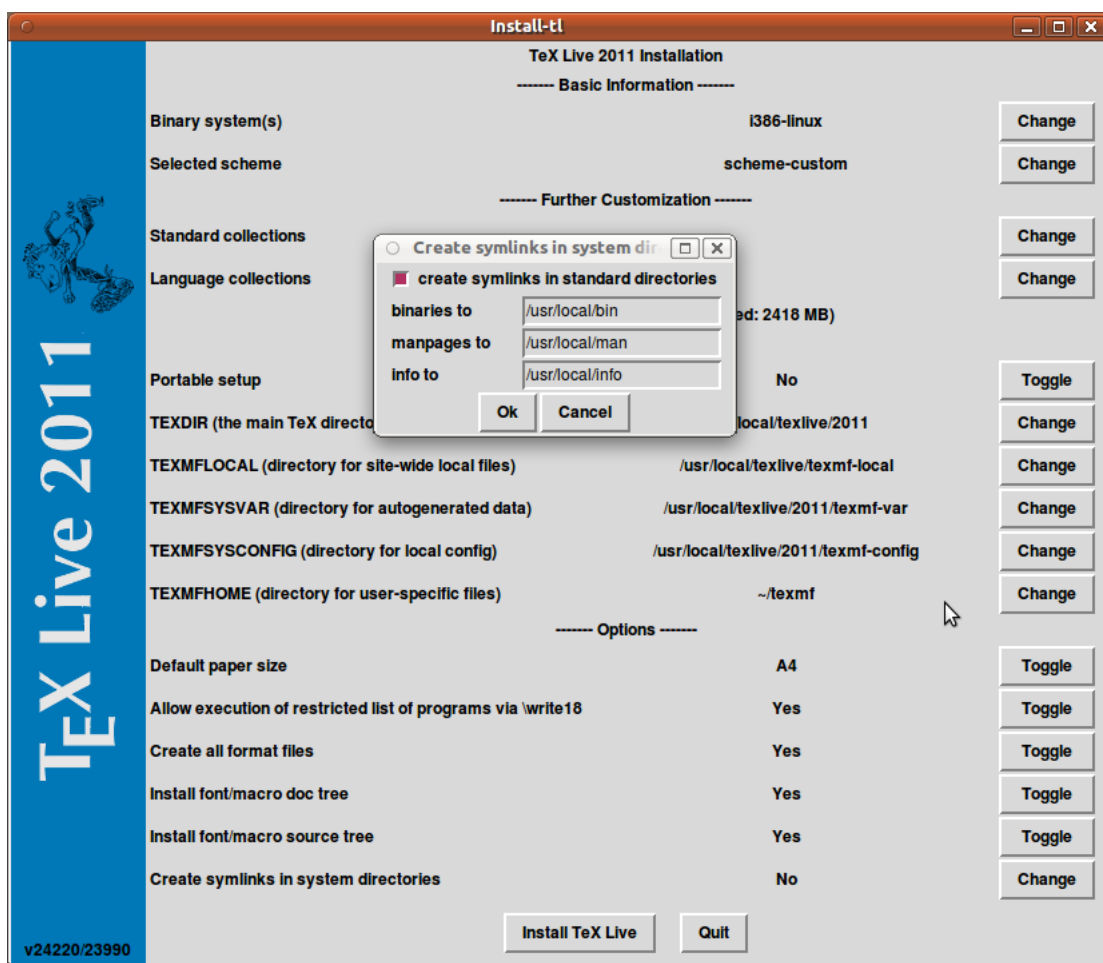 Install-tl
TeX Live 2011 Installation
------- Basic Information -------
Binary system(s) i386-linux Change
Selected scheme scheme-custom Change
------- Further Customization -------
Standard collections Change
Create symlinks in system dir
Language collections Change
create symlinks in standard directories
binaries to /usr/local/bin
ed: 2418 MB)
manpages to /usr/local/man
info to /usr/local/info
Portable setup No Toggle
Ok Cancel
TEXDIR (the main TeX directo local/texlive/2011 Change
TEXMFLOCAL (directory for site-wide local files) /usr/local/texlive/texmf-local Change
TEXMFSYSVAR (directory for autogenerated data) /usr/local/texlive/2011/texmf-var Change
TEXMFSYSCONFIG (directory for local config) /usr/local/texlive/2011/texmf-config Change
TEXMFHOME (directory for user-specific files) ~/texmf Change
------- Options -------
Default paper size A4 Toggle
Allow execution of restricted list of programs via \write18 Yes Toggle
Create all format files Yes Toggle
Install font/macro doc tree Yes Toggle
Install font/macro source tree Yes Toggle
Create symlinks in system directories No Change
Install TeX Live Quit
TEX Live 2011
v24220/23990